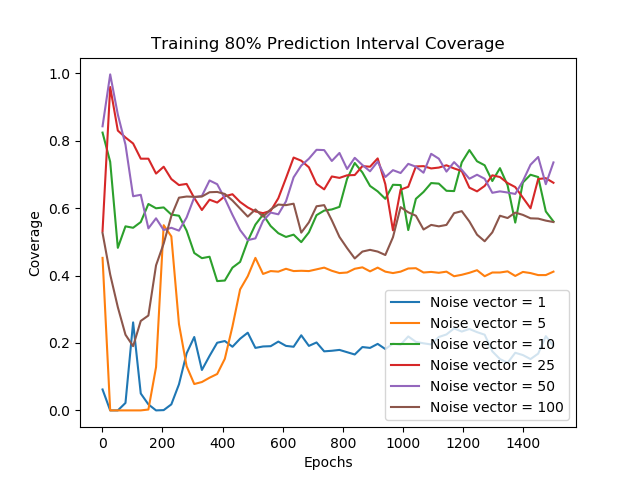 Training 80% Prediction Interval Coverage
1.0
0.8
0.6
0.4
0.2
0.0
Coverage
0 200 400 600 800 1000 1200 1400
Epochs
Noise vector = 1
Noise vector = 5
Noise vector = 10
Noise vector = 25
Noise vector = 50
Noise vector = 100